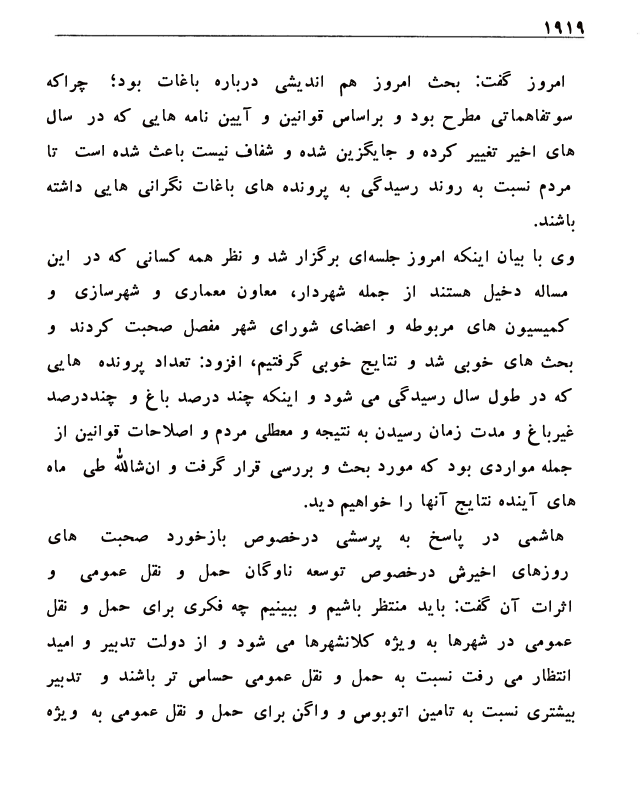 ۱۹۱۹
امروز گفت: بحث امروز هم اندیشی درباره باغات بود؛ چراکه
سوتفاهماتی مطرح بود و براساس قوانین و آیین نامه هایی که در سال
های اخیر تغییر کرده و جایگزین شده و شفاف نیست باعث شده است تا
مردم نسبت به روند رسیدگی به پرونده های باغات نگرانی هایی داشته
باشند.
وی با بیان اینکه امروز جلسه‌ای برگزار شد و نظر همه کسانی که در این
مساله دخیل هستند از جمله شهردار، معاون معماری و شهرسازی و
کمیسیون های مربوطه و اعضای شورای شهر مفصل صحبت کردند و
بحث های خوبی شد و نتایج خوبی گرفتیم، افزود: تعداد پرونده هایی
که در طول سال رسیدگی می شود و اینکه چند درصد باغ و چنددرصد
غیرباغ و مدت زمان رسیدن به نتیجه و معطلی مردم و اصلاحات قوانین از
جمله مواردی بود که مورد بحث و بررسی قرار گرفت و ان‌شالله طی ماه
های آینده نتایج آنها را خواهیم دید.
هاشمی در پاسخ به پرسشی درخصوص بازخورد صحبت های
روزهای اخیرش درخصوص توسعه ناوگان حمل و نقل عمومی و
اثرات آن گفت: باید منتظر باشیم و ببینیم چه فکری برای حمل و نقل
عمومی در شهرها به ویژه کلانشهرها می شود و از دولت تدبیر و امید
انتظار می رفت نسبت به حمل و نقل عمومی حساس تر باشند و تدبیر
بیشتری نسبت به تامین اتوبوس و واگن برای حمل و نقل عمومی به ویژه